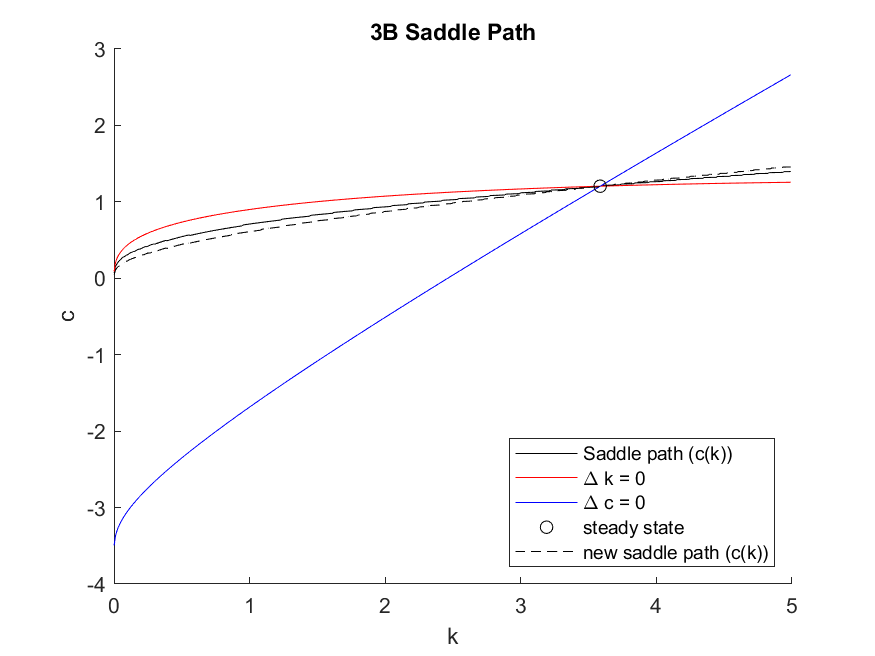 3B Saddle Path
3
2
1
0
-1
-2
-3
-4
c
0
1
2
3
4
5
k
Saddle path (c(k))
Δ k = 0
Δ c = 0
steady state
new saddle path (c(k))